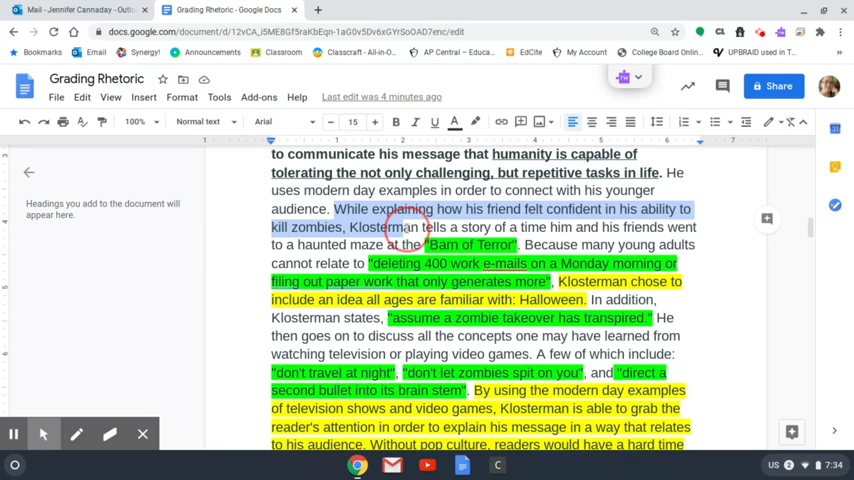 Mail - Jennifer Cannaday - Outlo
Grading Rhetoric - Google Docs
docs.google.com/document/d/12vCA_i5ME8Gf5raKbEqn-1aG0v5Dv6xGYrSoOAD7enc/edit
Bookmarks Email Synergy! Announcements Classroom Classcraft - All-in-O... AP Central – Educa... EdCite My Account College Board Onlin... UPBRAID used in T...
Grading Rhetoric
File Edit View Insert Format Tools Add-ons Help Last edit was 4 minutes ago
Share
100% Normal text Arial 15
1 1 2 3 4 5 6 7
to communicate his message that humanity is capable of
tolerating the not only challenging, but repetitive tasks in life. He
uses modern day examples in order to connect with his younger
audience. While explaining how his friend felt confident in his ability to
kill zombies, Klosterman tells a story of a time him and his friends went
to a haunted maze at the "Barn of Terror". Because many young adults
cannot relate to "deleting 400 work e-mails on a Monday morning or
filing out paper work that only generates more", Klosterman chose to
include an idea all ages are familiar with: Halloween. In addition,
Klosterman states, "assume a zombie takeover has transpired." He
then goes on to discuss all the concepts one may have learned from
watching television or playing video games. A few of which include:
"don't travel at night", "don't let zombies spit on you", and "direct a
second bullet into its brain stem". By using the modern day examples
of television shows and video games, Klosterman is able to grab the
reader's attention in order to explain his message in a way that relates
to his audience. Without pop culture, readers would have a hard time
Headings you add to the document will
appear here.
US 2 7:34